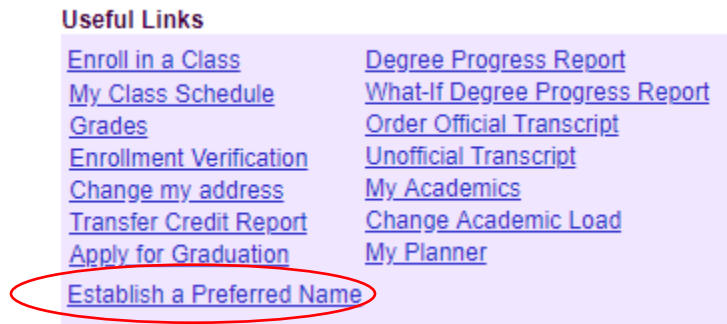 Useful Links
Enroll in a Class
My Class Schedule
Grades
Enrollment Verification
Change my address
Transfer Credit Report
Apply for Graduation
Establish a Preferred Name
Degree Progress Report
What-If Degree Progress Report
Order Official Transcript
Unofficial Transcript
My Academics
Change Academic Load
My Planner